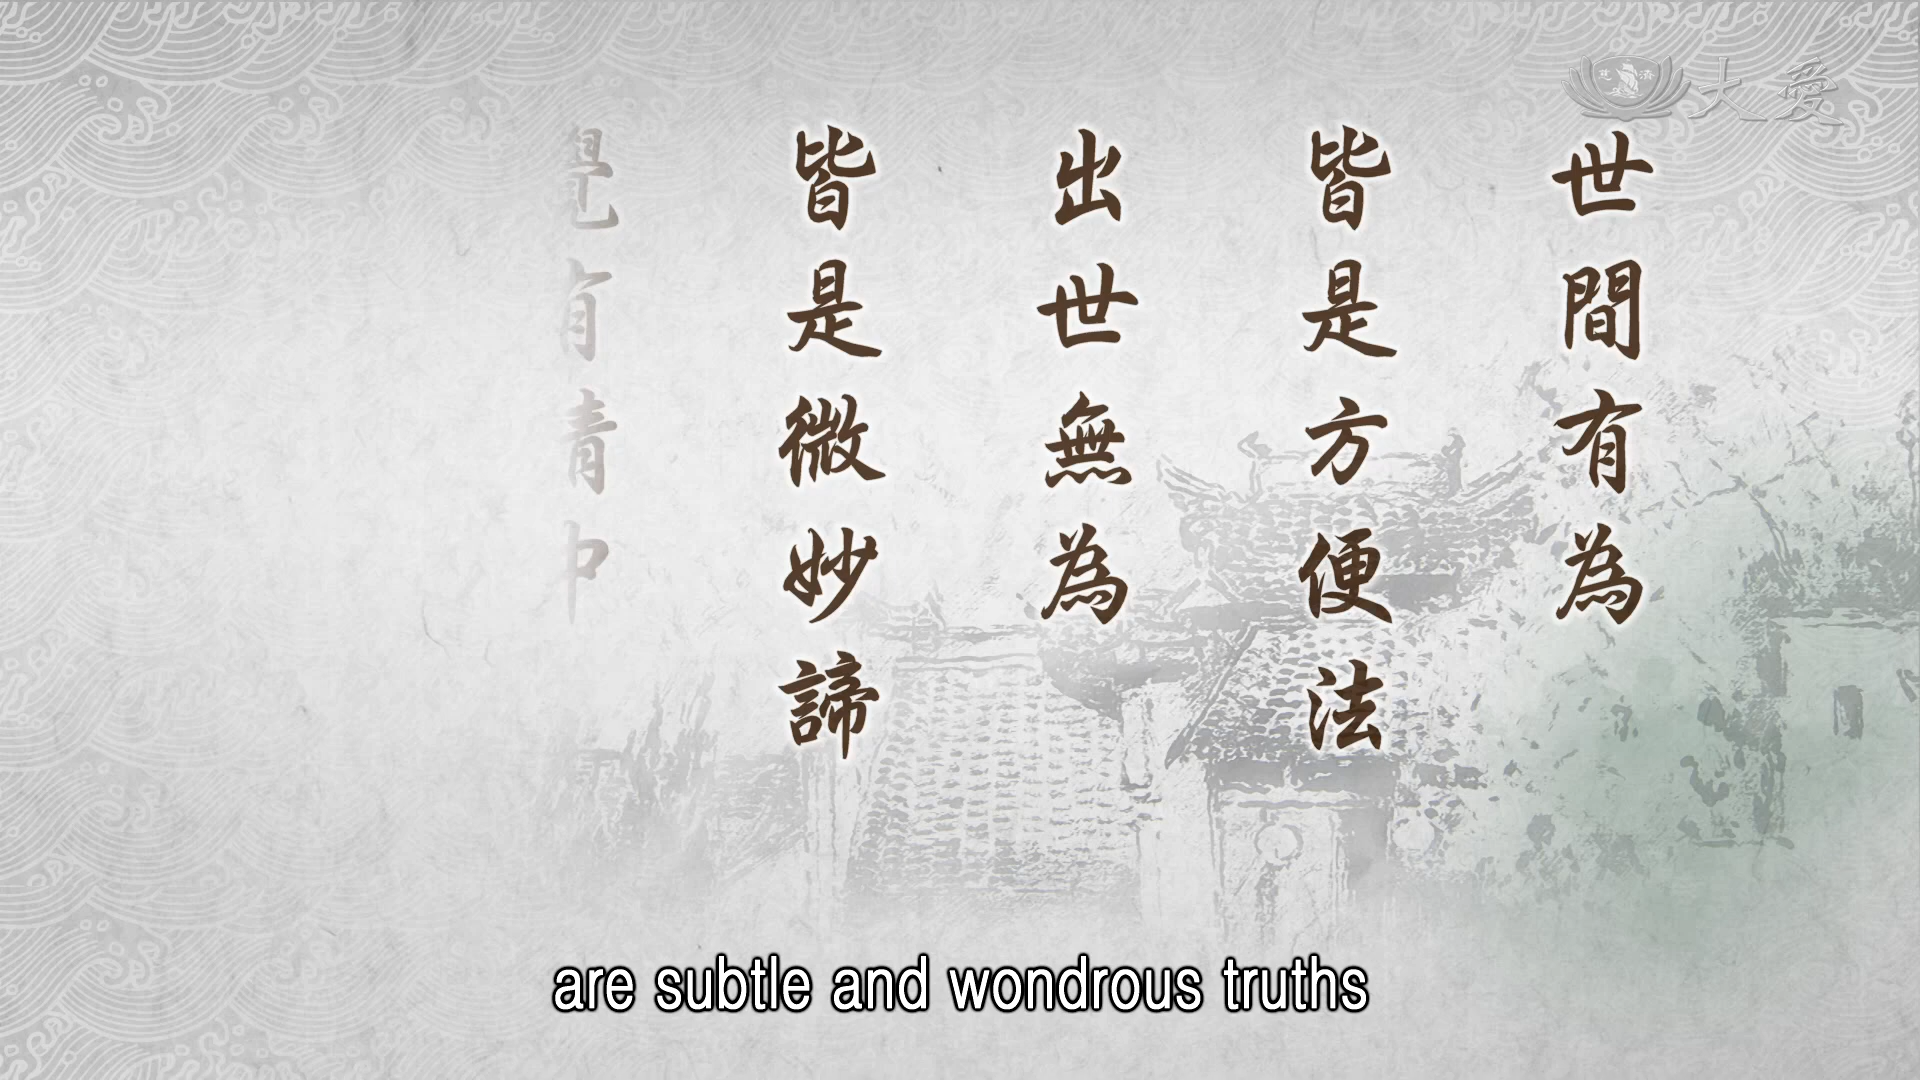 大愛
世間有為
皆是方便法
出世無為
皆是微妙諦
覺有情中
are subtle and wondrous truths